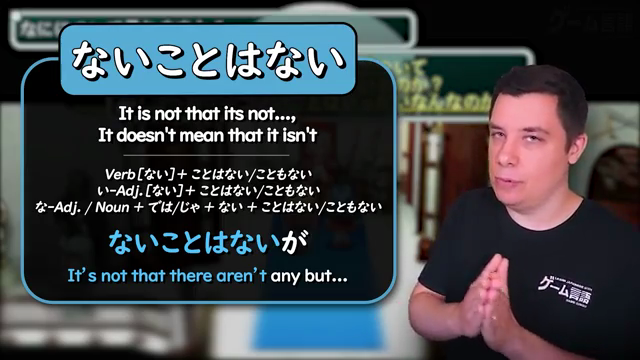 ないことはない
It is not that its not...,
It doesn't mean that it isn't
Verb [ない] + ことはない/こともない
い-Adj. [ない] + ことはない/こともない
な-Adj. / Noun + では/じゃ + ない + ことはない/こともない
ないことはないが
It's not that there aren't any but...
ゲーム言語